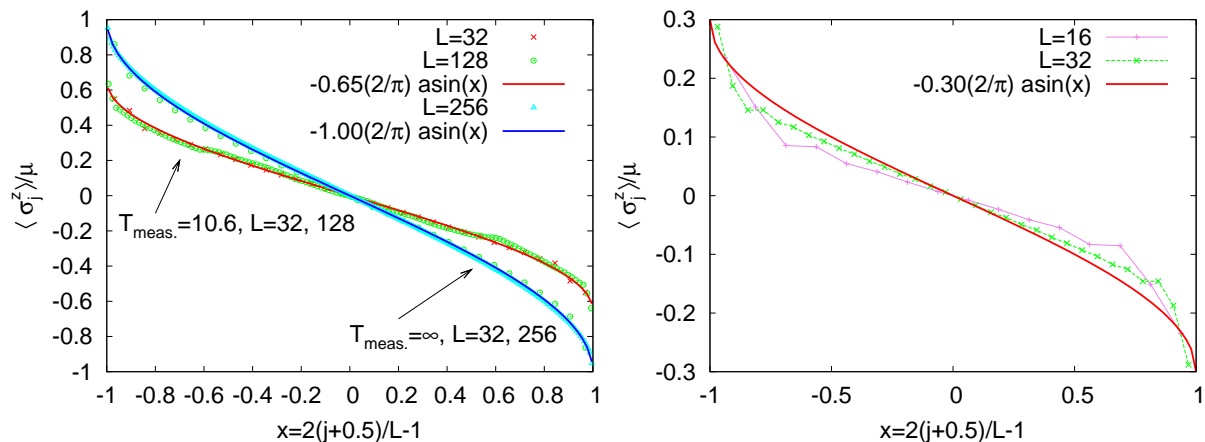 1
0.8
0.6
0.4
0.2
0
-0.2
-0.4
-0.6
-0.8
-1
-1 -0.8 -0.6 -0.4 -0.2 0 0.2 0.4 0.6 0.8 1
⟨ σ_j^z⟩/μ
x=2(j+0.5)/L-1
L=32
L=128
-0.65(2/π) asin(x)
L=256
-1.00(2/π) asin(x)
T_meas.=10.6, L=32, 128
T_meas.=∞, L=32, 256
0.3
0.2
0.1
0
-0.1
-0.2
-0.3
-1 -0.5 0 0.5 1
⟨ σ_j^z⟩/μ
x=2(j+0.5)/L-1
L=16
L=32
-0.30(2/π) asin(x)